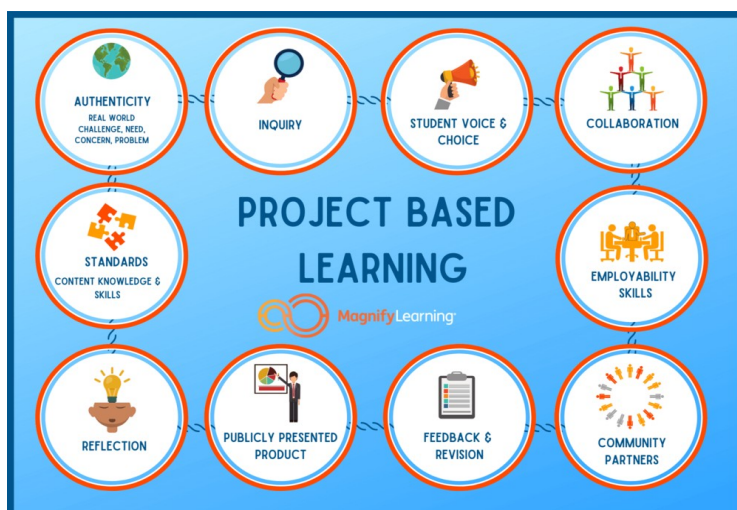 AUTHENTICITY
REAL WORLD
CHALLENGE, NEED,
CONCERN, PROBLEM
INQUIRY
STUDENT VOICE &
CHOICE
COLLABORATION
PROJECT BASED
LEARNING
MagnifyLearning
STANDARDS
CONTENT KNOWLEDGE &
SKILLS
EMPLOYABILITY
SKILLS
REFLECTION
PUBLICLY PRESENTED
PRODUCT
FEEDBACK &
REVISION
COMMUNITY
PARTNERS